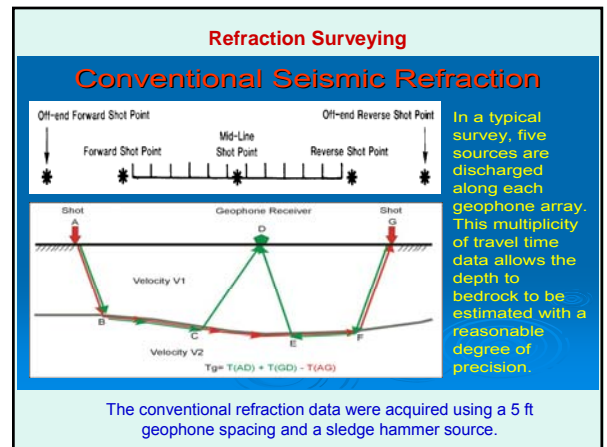 Refraction Surveying
Conventional Seismic Refraction
Off-end Forward Shot Point
Off-end Reverse Shot Point
Mid-Line
Forward Shot Point
Shot Point
Reverse Shot Point
Shot
Geophone Receiver
Shot
A
D
G
Velocity V1
B
C
E
F
Velocity V2
Tg= T(AD) + T(GD) - T(AG)
In a typical
survey, five
sources are
discharged
along each
geophone array.
This multiplicity
of travel time
data allows the
depth to
bedrock to be
estimated with a
reasonable
degree of
precision.
The conventional refraction data were acquired using a 5 ft
geophone spacing and a sledge hammer source.